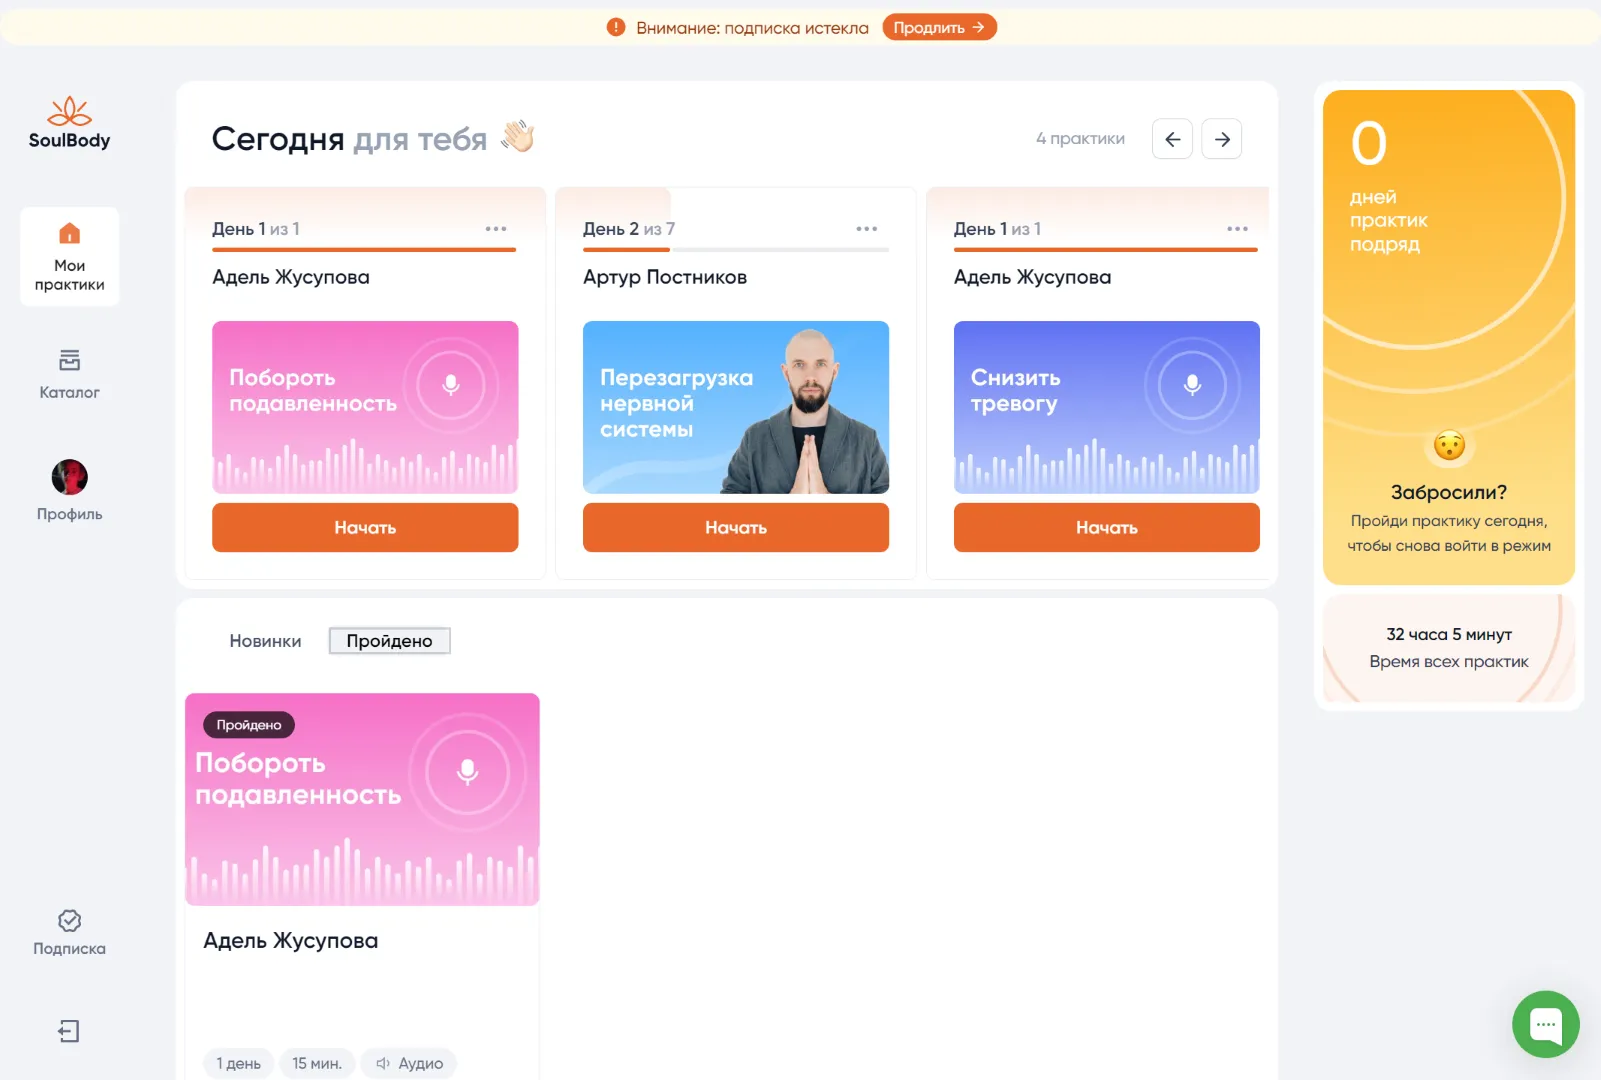 Внимание: подписка истекла
Продлить →
SoulBody
Мои
практики
Каталог
Профиль
Подписка
Сегодня для тебя 👋🏻
4 практики
День 1 из 1
Адель Жусупова
Побороть
подавленность
Начать
День 2 из 7
Артур Постников
Перезагрузка
нервной
системы
Начать
День 1 из 1
Адель Жусупова
Снизить
тревогу
Начать
Новинки
Пройдено
Пройдено
Побороть
подавленность
Адель Жусупова
1 день
15 мин.
Аудио
0
дней
практик
подряд
Забросили?
Пройди практику сегодня,
чтобы снова войти в режим
32 часа 5 минут
Время всех практик